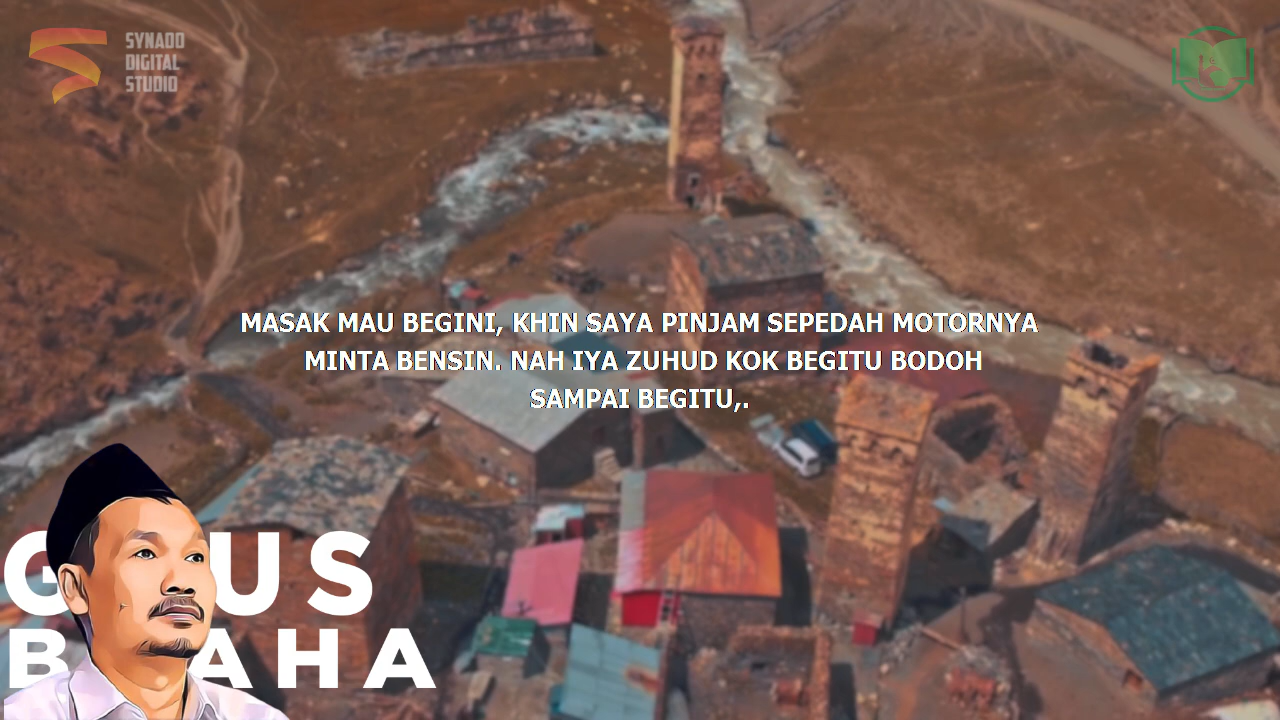 SYNADO
DIGITAL
STUDIO
MASAK MAU BEGINI, KHIN SAYA PINJAM SEPEDAH MOTORNYA
MINTA BENSIN. NAH IYA ZUHUD KOK BEGITU BODOH
SAMPAI BEGITU,.
GUS
BAHA